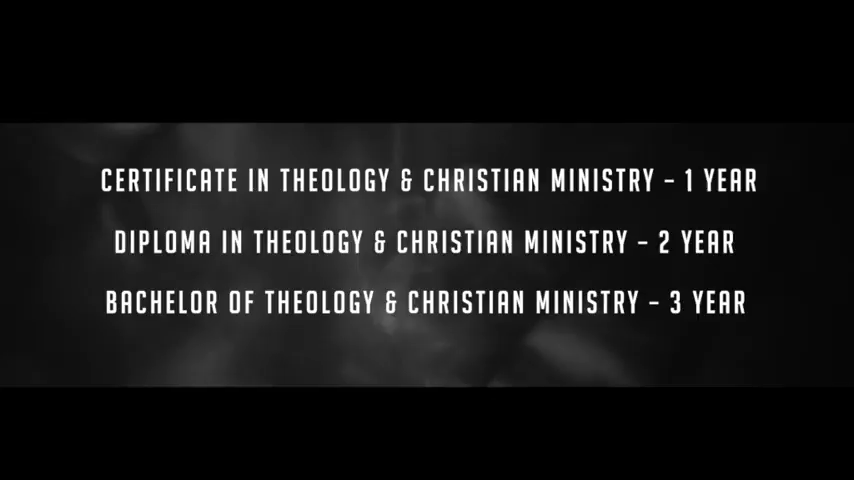 CERTIFICATE IN THEOLOGY & CHRISTIAN MINISTRY – 1 YEAR
DIPLOMA IN THEOLOGY & CHRISTIAN MINISTRY – 2 YEAR
BACHELOR OF THEOLOGY & CHRISTIAN MINISTRY – 3 YEAR